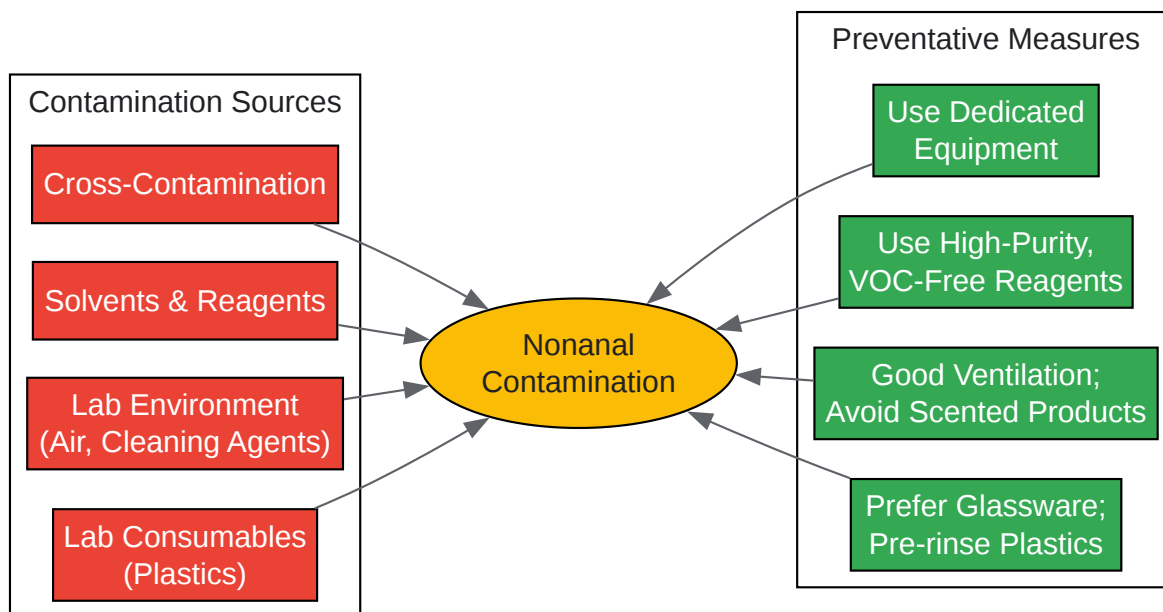 Contamination Sources
Cross-Contamination
Solvents & Reagents
Lab Environment
(Air, Cleaning Agents)
Lab Consumables
(Plastics)
Nonanal
Contamination
Preventative Measures
Use Dedicated
Equipment
Use High-Purity,
VOC-Free Reagents
Good Ventilation;
Avoid Scented Products
Prefer Glassware;
Pre-rinse Plastics